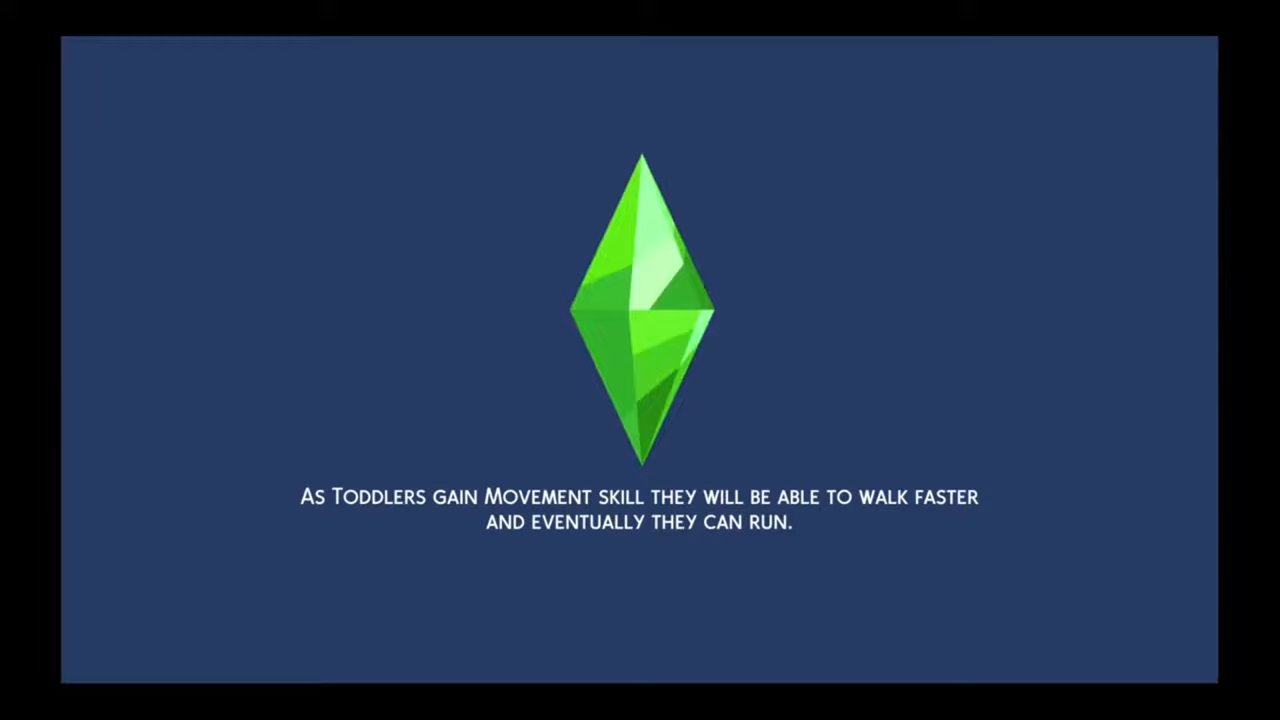 As Toddlers gain Movement skill they will be able to walk faster
and eventually they can run.